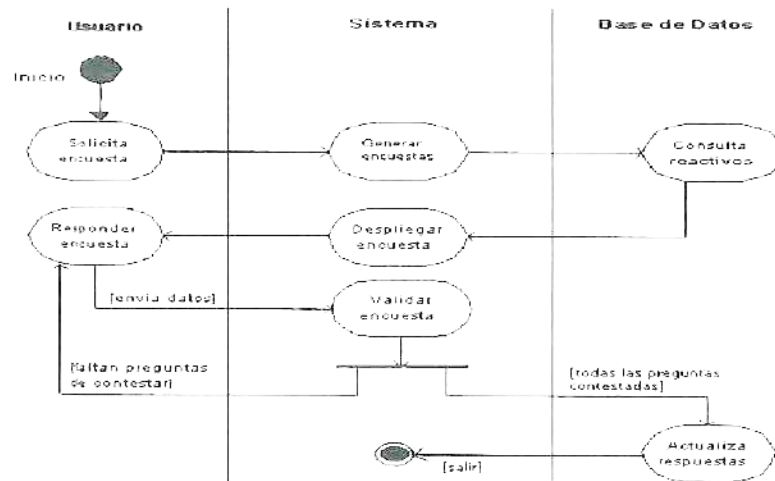 Usuario
Sistema
Base de Datos
Inicio
Solicita
encuesta
Generar
encuestas
Consulta
reactivos
Responder
encuesta
Desplegar
encuesta
[envia datos]
Validar
encuesta
[faltan preguntas
de contestar]
[todas las preguntas
contestadas]
Actualiza
respuestas
[salir]